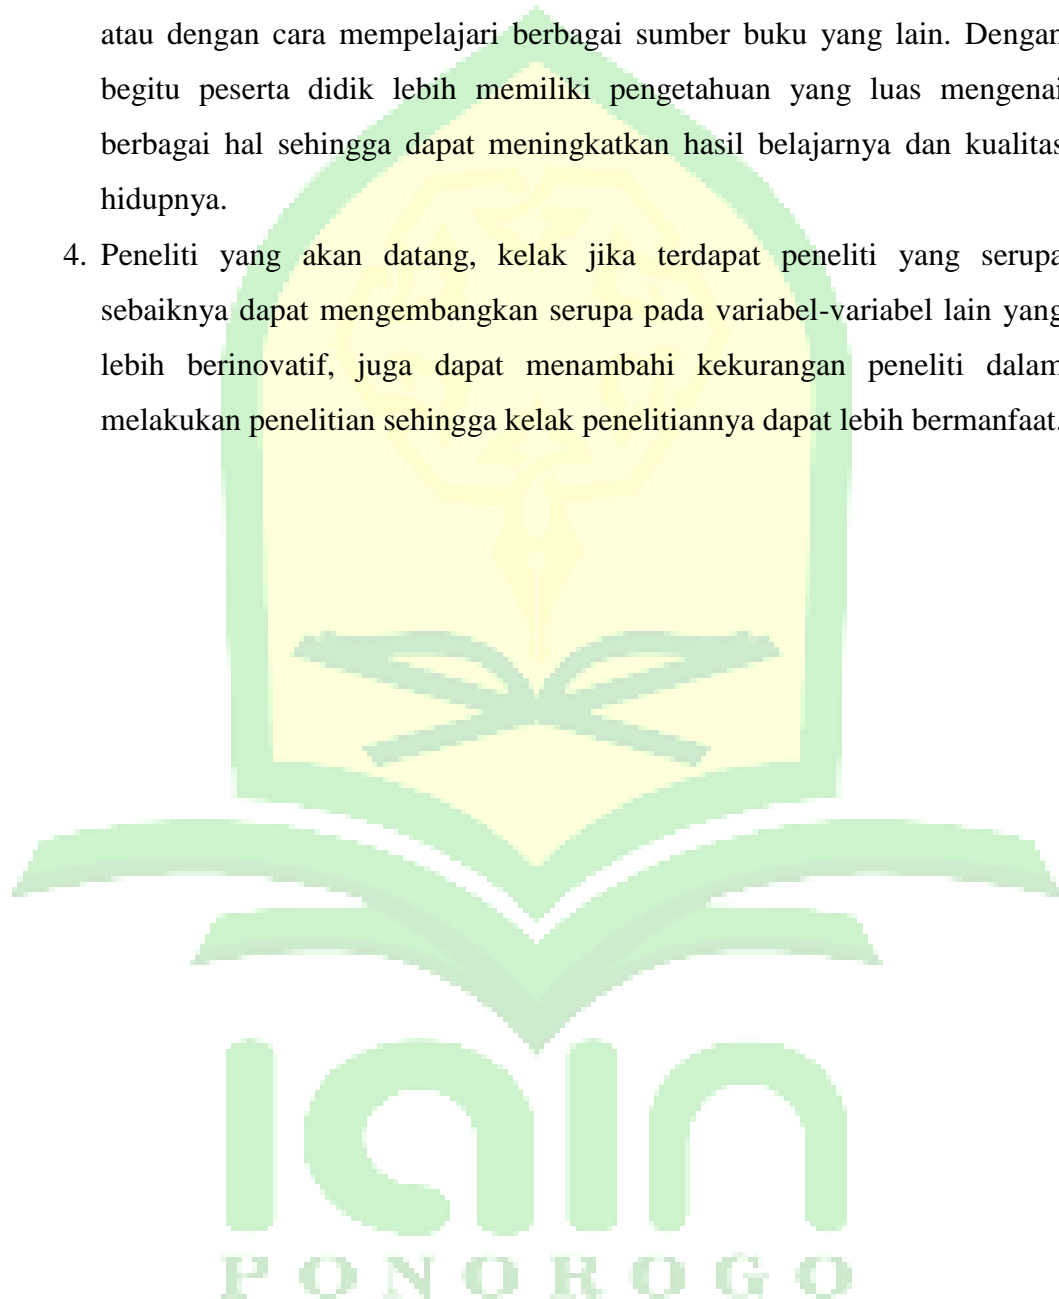 atau dengan cara mempelajari berbagai sumber buku yang lain. Dengan
begitu peserta didik lebih memiliki pengetahuan yang luas mengenai
berbagai hal sehingga dapat meningkatkan hasil belajarnya dan kualitas
hidupnya.
4. Peneliti yang akan datang, kelak jika terdapat peneliti yang serupa
sebaiknya dapat mengembangkan serupa pada variabel-variabel lain yang
lebih berinovatif, juga dapat menambahi kekurangan peneliti dalam
melakukan penelitian sehingga kelak penelitiannya dapat lebih bermanfaat.
iain
PONOROGO